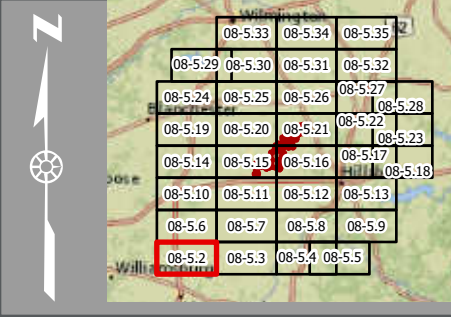 N
Wilmington
08-5.33 08-5.34 08-5.35
08-5.29 08-5.30 08-5.31 08-5.32
08-5.24 08-5.25 08-5.26 08-5.27 08-5.28
Blanchester
08-5.19 08-5.20 08-5.21 08-5.22 08-5.23
08-5.14 08-5.15 08-5.16 08-5.17 08-5.18
oose
08-5.10 08-5.11 08-5.12 08-5.13
08-5.6 08-5.7 08-5.8 08-5.9
08-5.2 08-5.3 08-5.4 08-5.5
Williamsburg